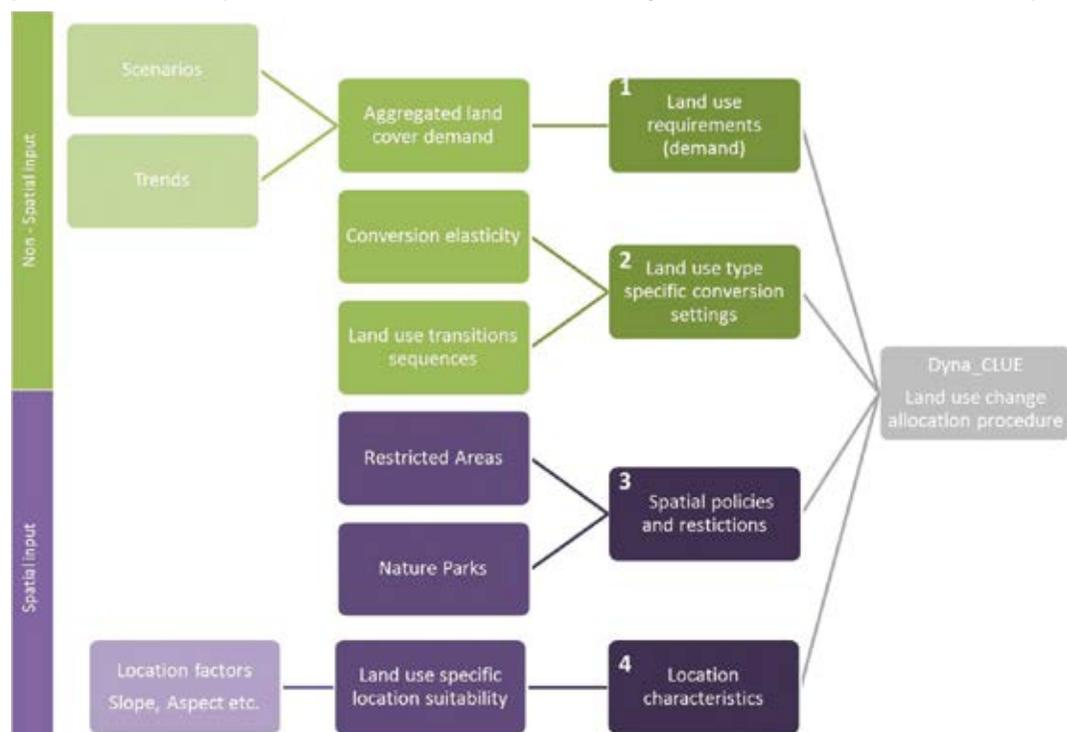 Non - Spatial input
Scenarios
Trends
Aggregated land
cover demand
1
Land use
requirements
(demand)
Conversion elasticity
Land use transitions
sequences
2
Land use type
specific conversion
settings
Dyna_CLUE
Land use change
allocation procedure
Spatial input
Restricted Areas
Nature Parks
3
Spatial policies
and restictions
Location factors
Slope, Aspect etc.
Land use specific
location suitability
4
Location
characteristics